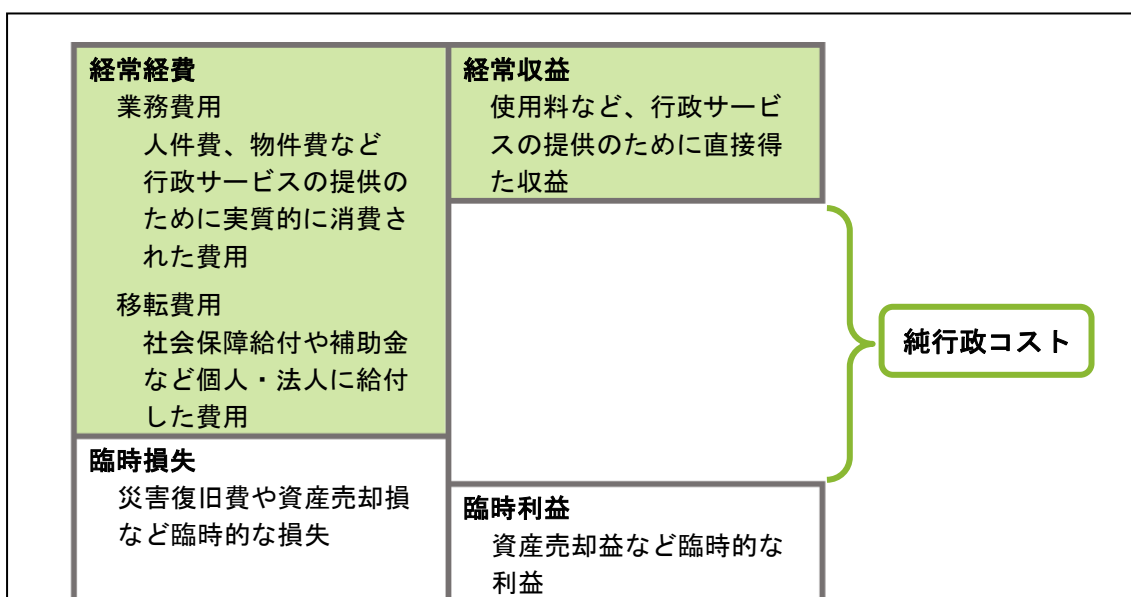 経常経費
業務費用
人件費、物件費など
行政サービスの提供の
ために実質的に消費さ
れた費用
移転費用
社会保障給付や補助金
など個人・法人に給付
した費用
臨時損失
災害復旧費や資産売却損
など臨時的な損失
経常収益
使用料など、行政サービ
スの提供のために直接得
た収益
臨時利益
資産売却益など臨時的な
利益
純行政コスト